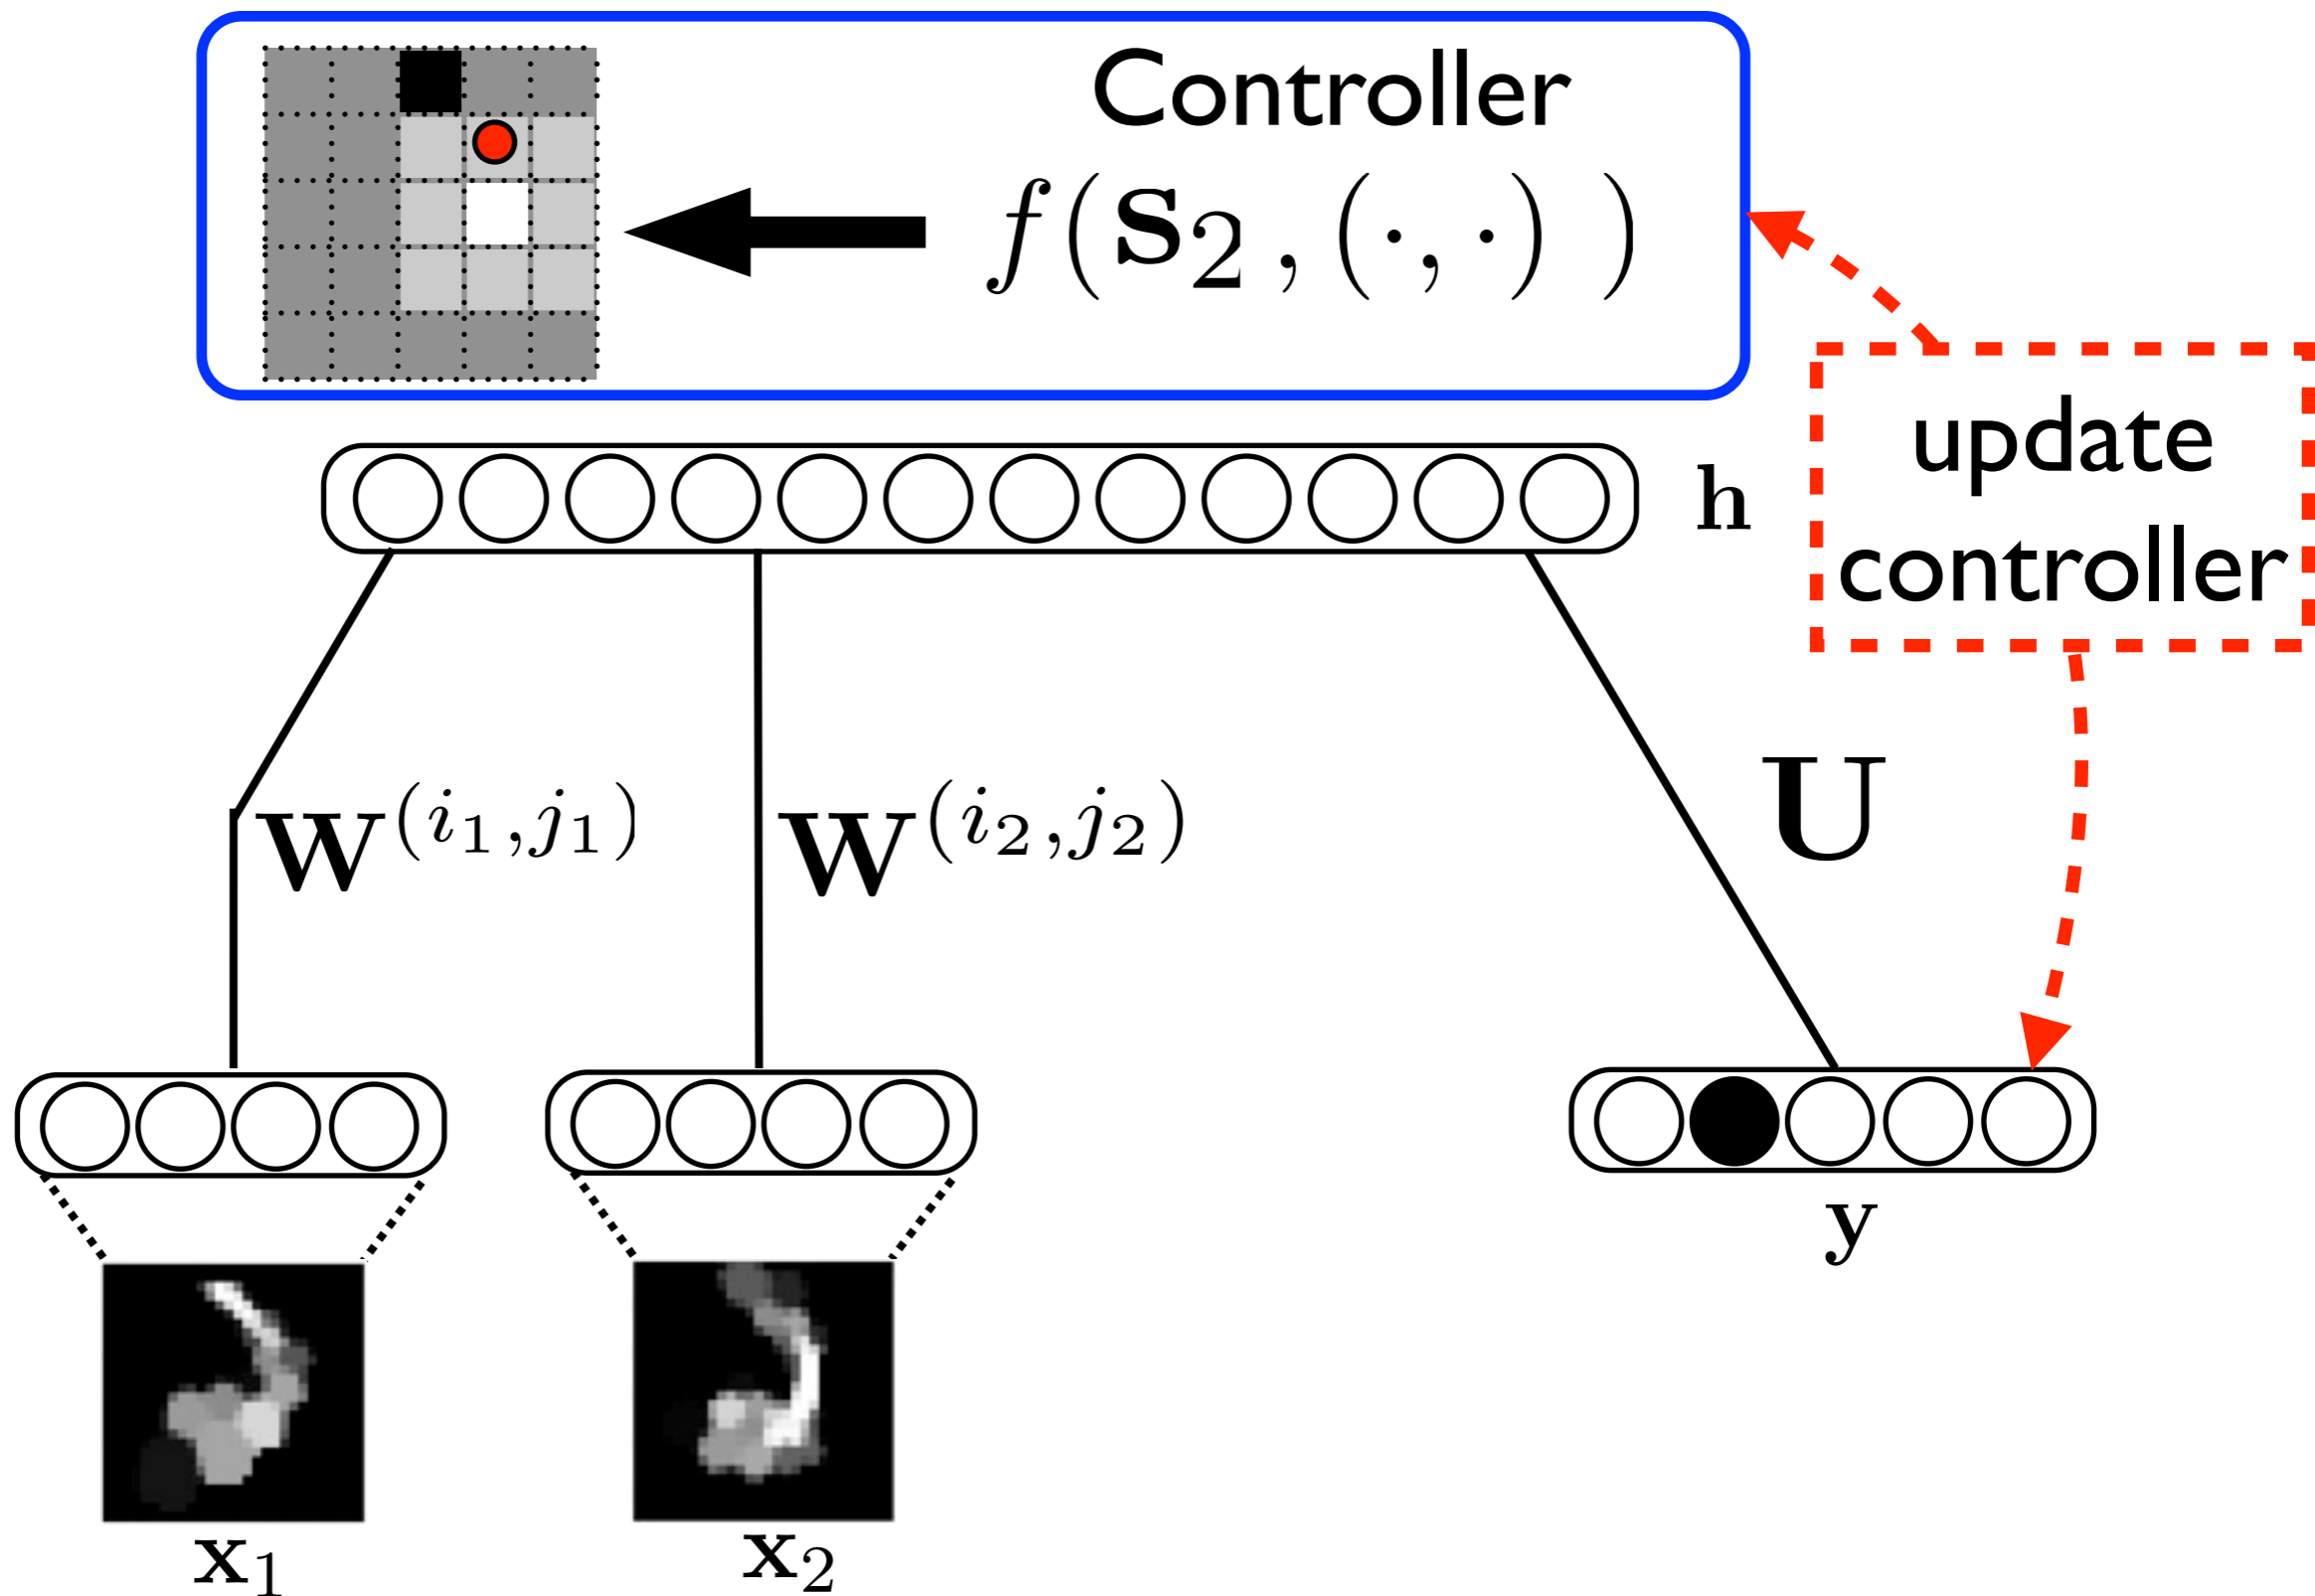 Controller
f(S₂, (·,·) )
h
update
controller
W^(i₁,j₁)
W^(i₂,j₂)
U
y
x₁
x₂